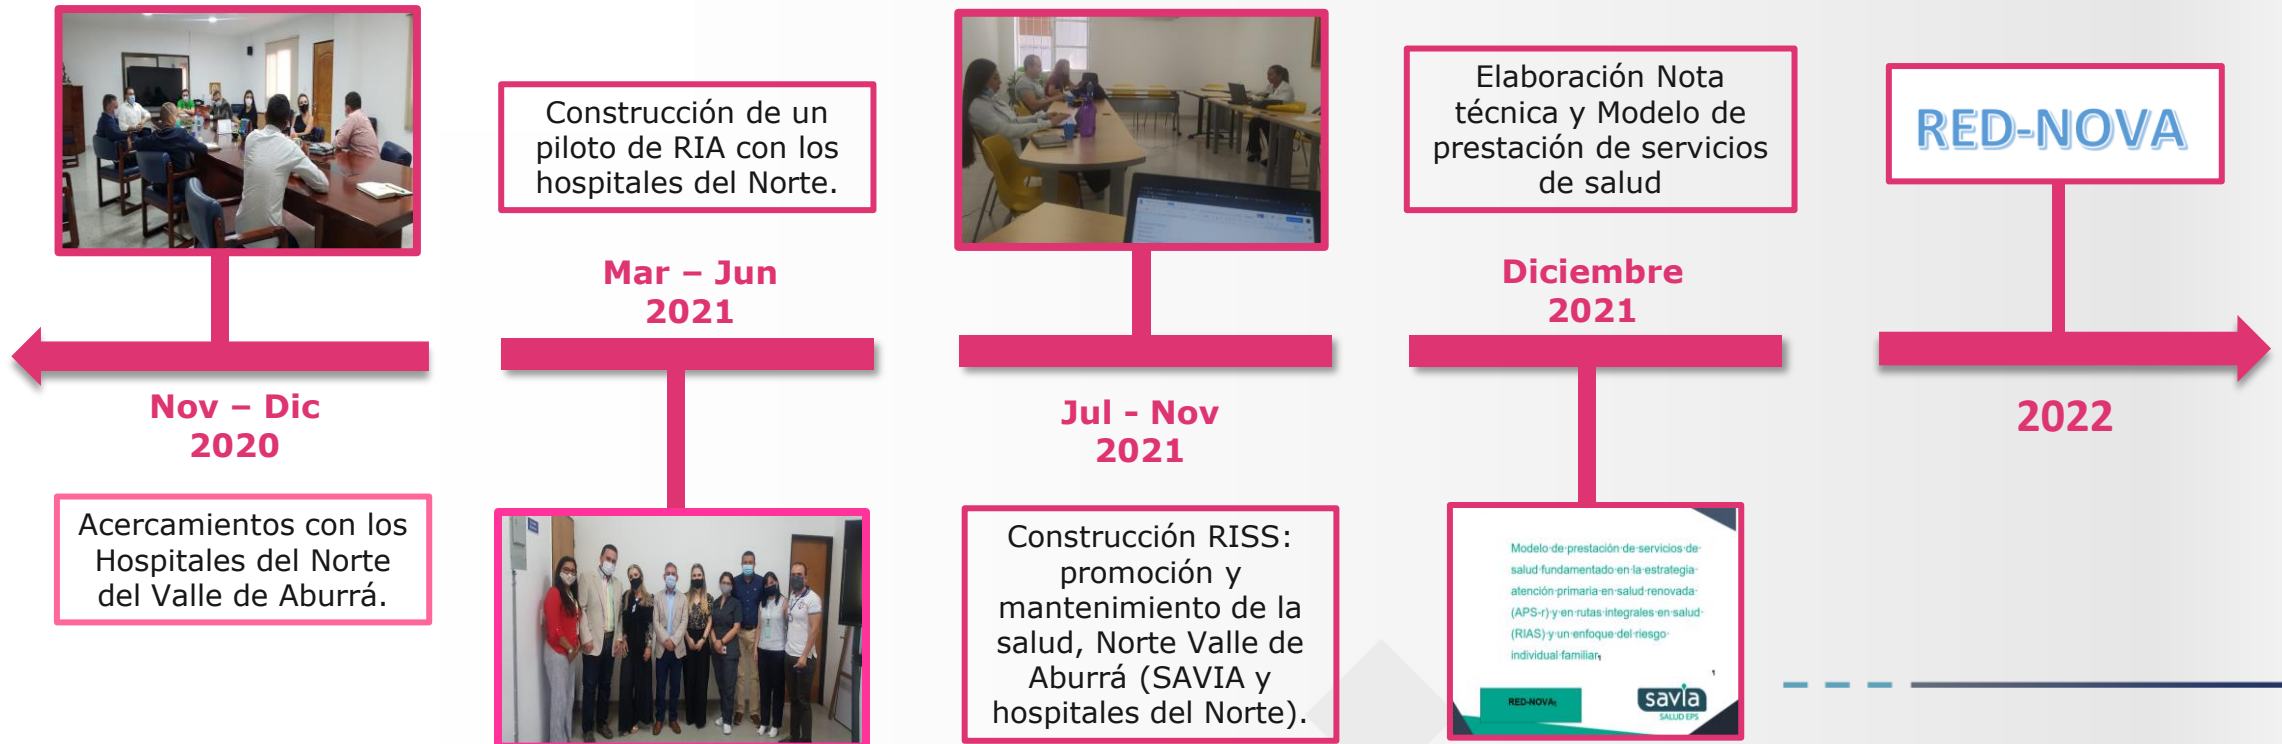 Nov – Dic
2020
Acercamientos con los
Hospitales del Norte
del Valle de Aburrá.
Construcción de un
piloto de RIA con los
hospitales del Norte.
Mar – Jun
2021
Jul - Nov
2021
Construcción RISS:
promoción y
mantenimiento de la
salud, Norte Valle de
Aburrá (SAVIA y
hospitales del Norte).
Elaboración Nota
técnica y Modelo de
prestación de servicios
de salud
Diciembre
2021
Modelo·de·prestación·de·servicios·de·
salud·fundamentado·en·la·estrategia·
atención·primaria·en·salud·renovada·
(APS-r)·y·en·rutas·integrales·en·salud·
(RIAS)·y·un·enfoque·del·riesgo·
individual·familiar¶
¶
RED-NOVA¶
savia
SALUD EPS
RED-NOVA
2022